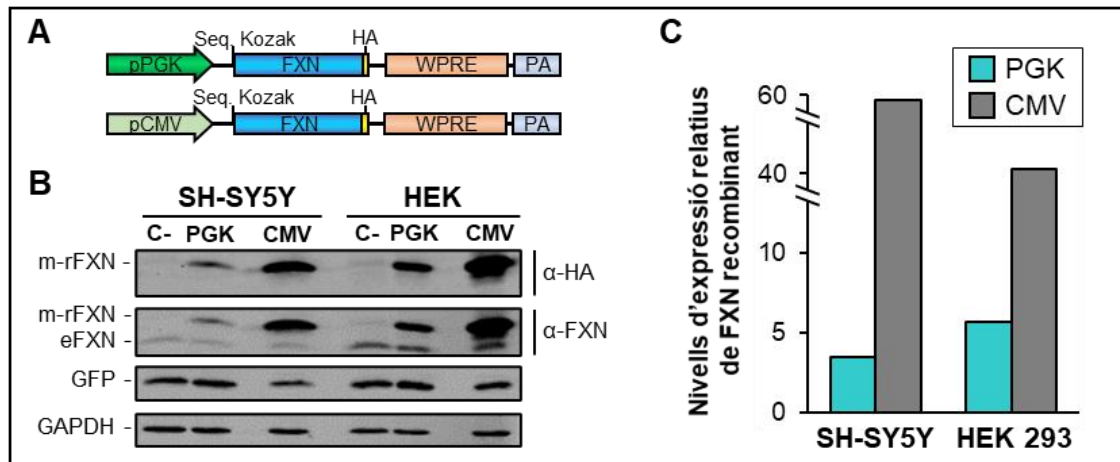 A
Seq. Kozak HA
pPGK FXN WPRE PA
Seq. Kozak HA
pCMV FXN WPRE PA
B
SH-SY5Y HEK
C- PGK CMV C- PGK CMV
m-rFXN - α-HA
m-rFXN -
eFXN - α-FXN
GFP -
GAPDH -
C
PGK
CMV
Nivells d'expressió relatius
de FXN recombinant
60
40
10
5
0
SH-SY5Y HEK 293